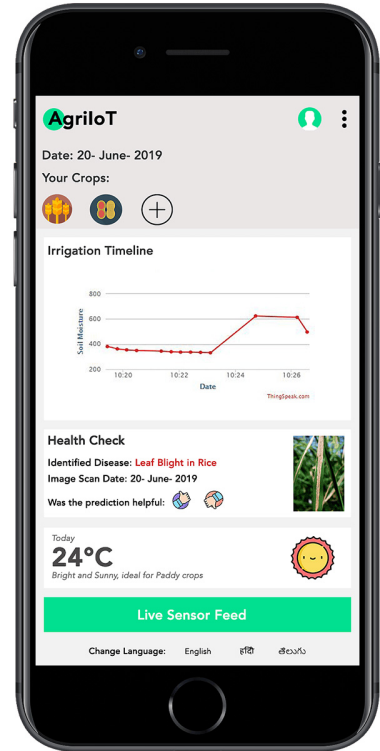 AgriIoT
Date: 20- June- 2019
Your Crops:
Irrigation Timeline
800
600
400
200
Soil Moisture
10:20 10:22 10:24 10:26
Date
ThingSpeak.com
Health Check
Identified Disease: Leaf Blight in Rice
Image Scan Date: 20- June- 2019
Was the prediction helpful:
Today
24°C
Bright and Sunny, ideal for Paddy crops
Live Sensor Feed
Change Language: English हिंदी తెలుగు